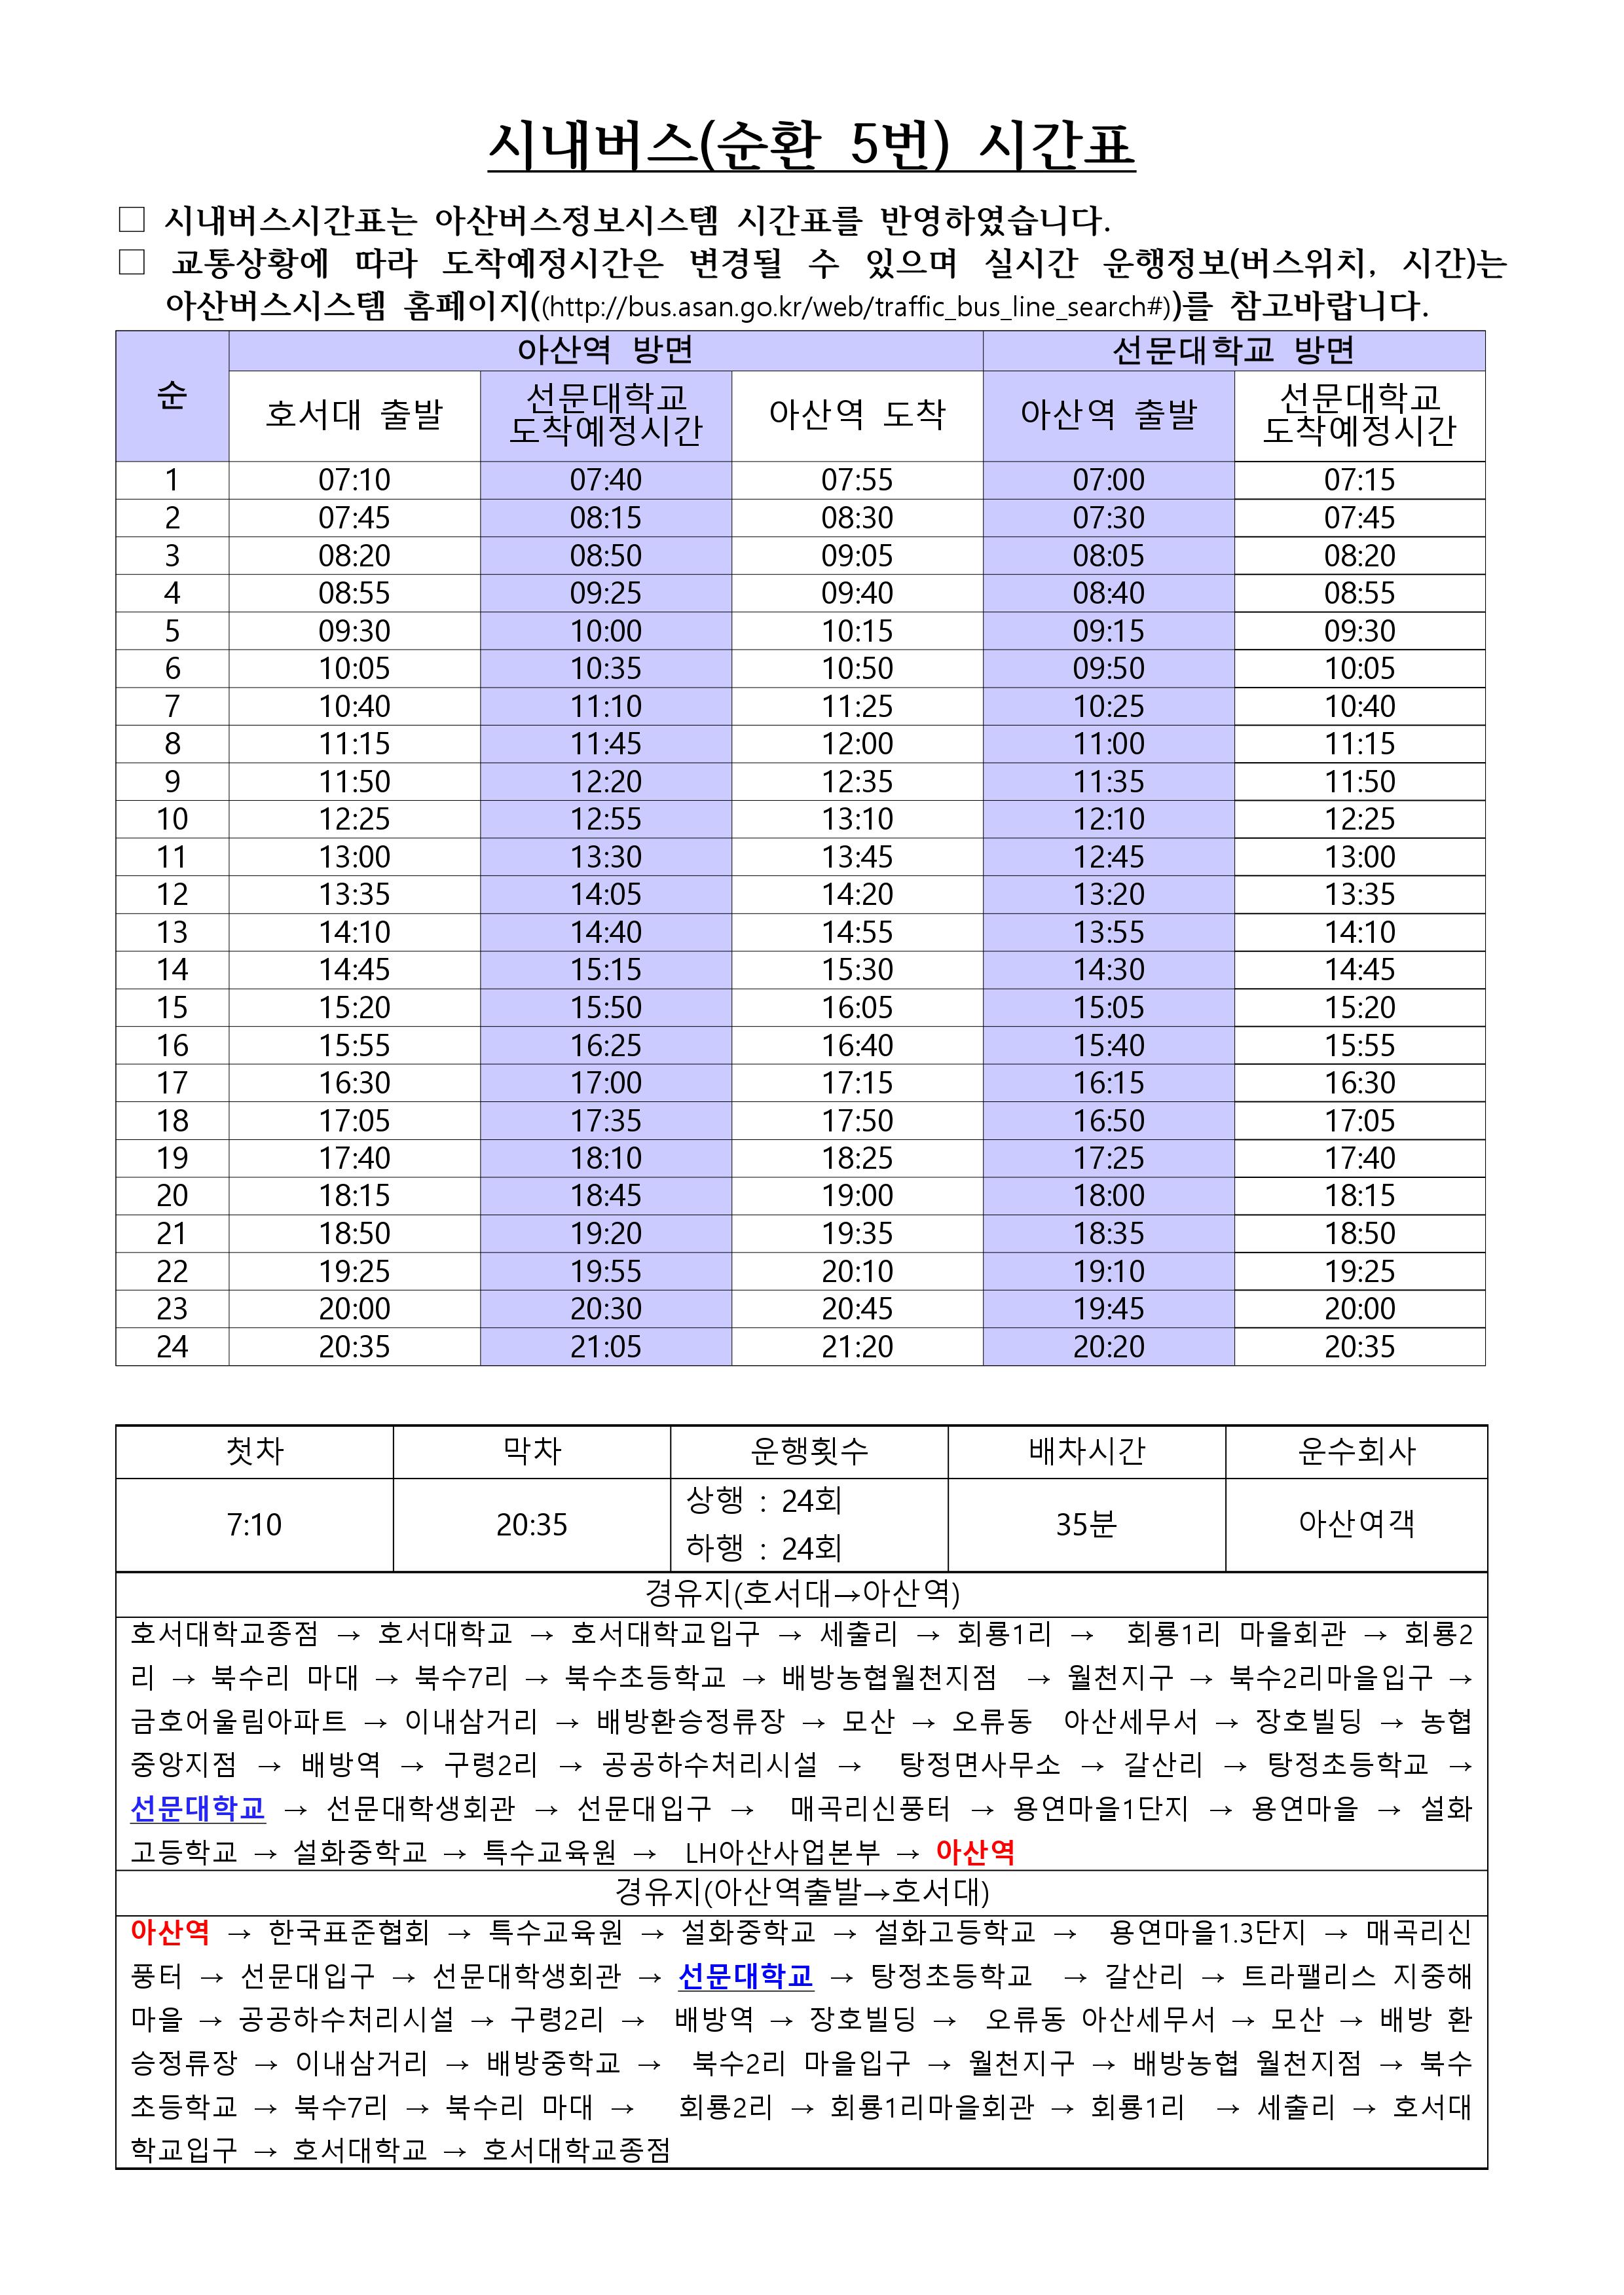 시내버스(순환 5번) 시간표
□ 시내버스시간표는 아산버스정보시스템 시간표를 반영하였습니다.
□ 교통상황에 따라 도착예정시간은 변경될 수 있으며 실시간 운행정보(버스위치, 시간)는
아산버스시스템 홈페이지((http://bus.asan.go.kr/web/traffic_bus_line_search#))를 참고바랍니다.
순 아산역 방면 선문대학교 방면
호서대 출발 선문대학교 도착예정시간 아산역 도착 아산역 출발 선문대학교 도착예정시간
1 07:10 07:40 07:55 07:00 07:15
2 07:45 08:15 08:30 07:30 07:45
3 08:20 08:50 09:05 08:05 08:20
4 08:55 09:25 09:40 08:40 08:55
5 09:30 10:00 10:15 09:15 09:30
6 10:05 10:35 10:50 09:50 10:05
7 10:40 11:10 11:25 10:25 10:40
8 11:15 11:45 12:00 11:00 11:15
9 11:50 12:20 12:35 11:35 11:50
10 12:25 12:55 13:10 12:10 12:25
11 13:00 13:30 13:45 12:45 13:00
12 13:35 14:05 14:20 13:20 13:35
13 14:10 14:40 14:55 13:55 14:10
14 14:45 15:15 15:30 14:30 14:45
15 15:20 15:50 16:05 15:05 15:20
16 15:55 16:25 16:40 15:40 15:55
17 16:30 17:00 17:15 16:15 16:30
18 17:05 17:35 17:50 16:50 17:05
19 17:40 18:10 18:25 17:25 17:40
20 18:15 18:45 19:00 18:00 18:15
21 18:50 19:20 19:35 18:35 18:50
22 19:25 19:55 20:10 19:10 19:25
23 20:00 20:30 20:45 19:45 20:00
24 20:35 21:05 21:20 20:20 20:35
첫차 막차 운행횟수 배차시간 운수회사
7:10 20:35 상행 : 24회 하행 : 24회 35분 아산여객
경유지(호서대→아산역)
호서대학교종점 → 호서대학교 → 호서대학교입구 → 세출리 → 회룡1리 → 회룡1리 마을회관 → 회룡2
리 → 북수리 마대 → 북수7리 → 북수초등학교 → 배방농협월천지점 → 월천지구 → 북수2리마을입구 →
금호어울림아파트 → 이내삼거리 → 배방환승정류장 → 모산 → 오류동 아산세무서 → 장호빌딩 → 농협
중앙지점 → 배방역 → 구령2리 → 공공하수처리시설 → 탕정면사무소 → 갈산리 → 탕정초등학교 →
선문대학교 → 선문대학생회관 → 선문대입구 → 매곡리신풍터 → 용연마을1단지 → 용연마을 → 설화
고등학교 → 설화중학교 → 특수교육원 → LH아산사업본부 → 아산역
경유지(아산역출발→호서대)
아산역 → 한국표준협회 → 특수교육원 → 설화중학교 → 설화고등학교 → 용연마을1.3단지 → 매곡리신
풍터 → 선문대입구 → 선문대학생회관 → 선문대학교 → 탕정초등학교 → 갈산리 → 트라팰리스 지중해
마을 → 공공하수처리시설 → 구령2리 → 배방역 → 장호빌딩 → 오류동 아산세무서 → 모산 → 배방 환
승정류장 → 이내삼거리 → 배방중학교 → 북수2리 마을입구 → 월천지구 → 배방농협 월천지점 → 북수
초등학교 → 북수7리 → 북수리 마대 → 회룡2리 → 회룡1리마을회관 → 회룡1리 → 세출리 → 호서대
학교입구 → 호서대학교 → 호서대학교종점